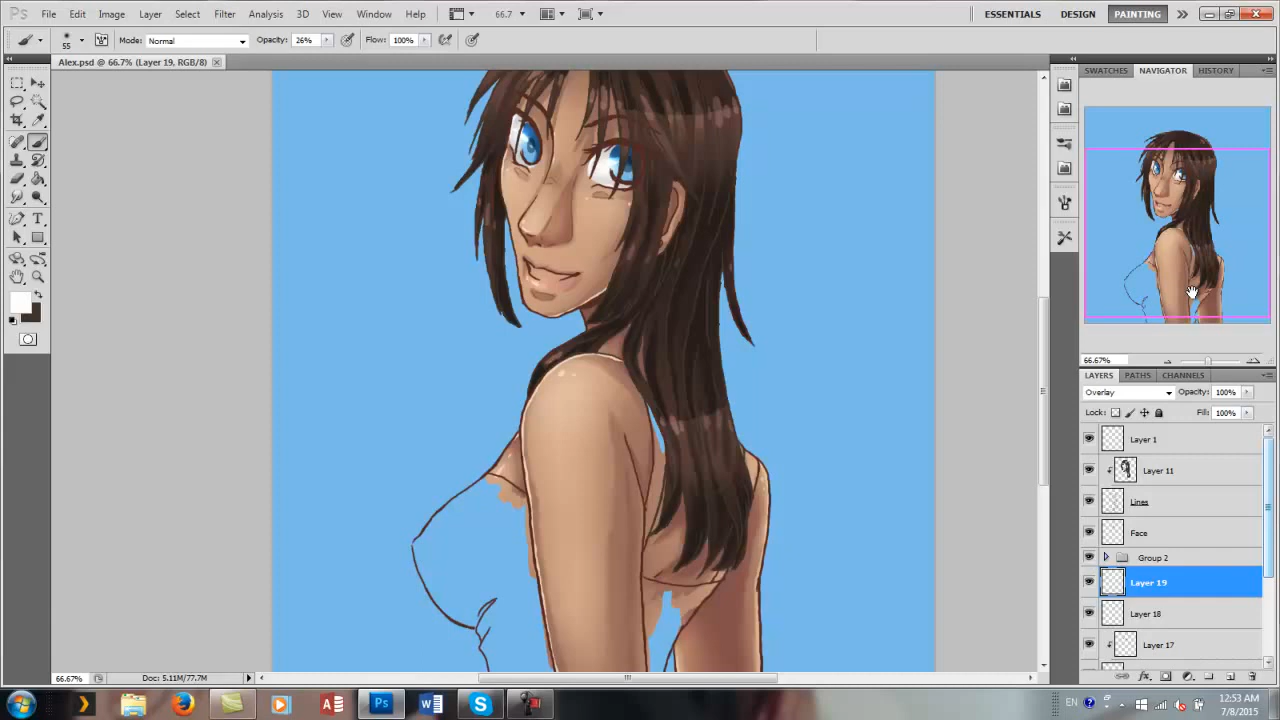 Ps File Edit Image Layer Select Filter Analysis 3D View Window Help 66.7 ESSENTIALS DESIGN PAINTING
55 Mode: Normal Opacity: 26% Flow: 100%
Alex.psd @ 66.7% (Layer 19, RGB/8)
SWATCHES NAVIGATOR HISTORY
66.67%
LAYERS PATHS CHANNELS
Overlay Opacity: 100%
Lock: Fill: 100%
Layer 1
Layer 11
Lines
Face
Group 2
Layer 19
Layer 18
Layer 17
66.67% Doc: 5.11M/77.7M
EN 12:53 AM
7/8/2015